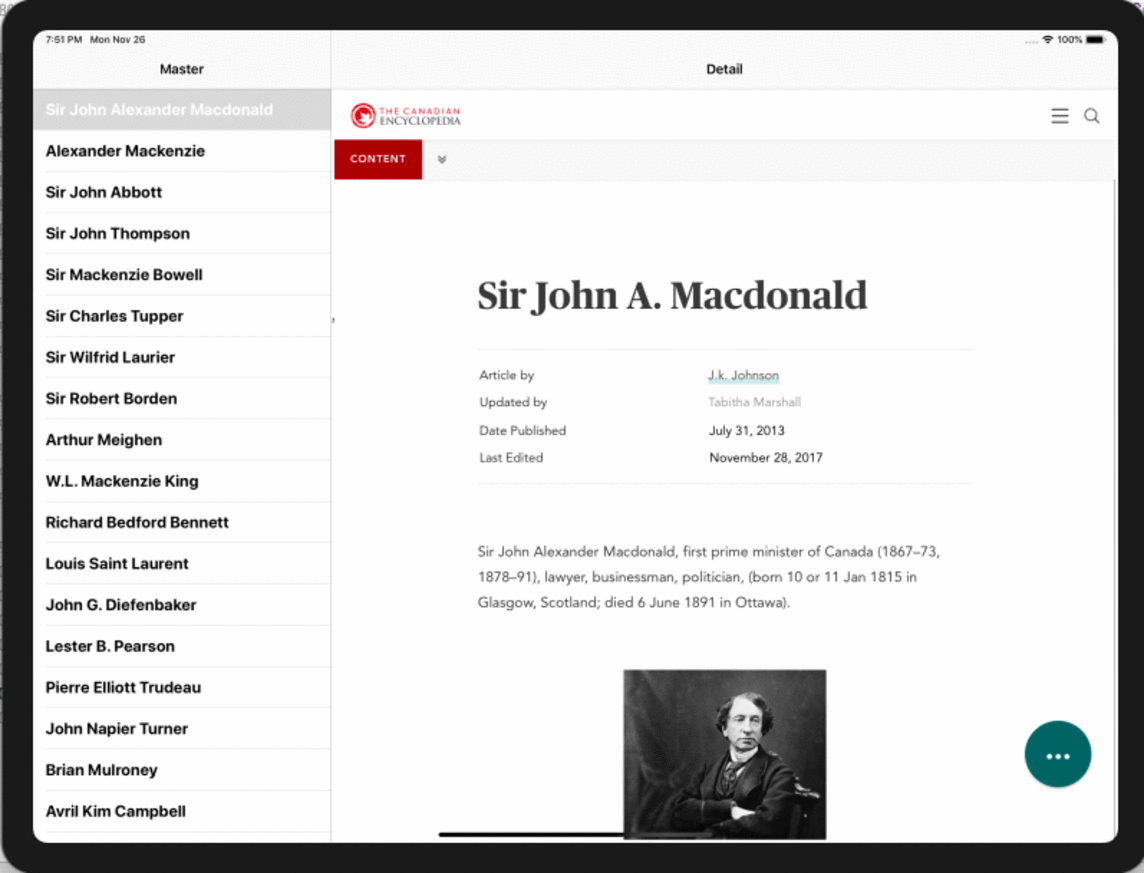 7:51 PM Mon Nov 26
100%
Master
Detail
Sir John Alexander Macdonald
Alexander Mackenzie
Sir John Abbott
Sir John Thompson
Sir Mackenzie Bowell
Sir Charles Tupper
Sir Wilfrid Laurier
Sir Robert Borden
Arthur Meighen
W.L. Mackenzie King
Richard Bedford Bennett
Louis Saint Laurent
John G. Diefenbaker
Lester B. Pearson
Pierre Elliott Trudeau
John Napier Turner
Brian Mulroney
Avril Kim Campbell
THE CANADIAN
ENCYCLOPEDIA
CONTENT
Sir John A. Macdonald
Article by J.k. Johnson
Updated by Tabitha Marshall
Date Published July 31, 2013
Last Edited November 28, 2017
Sir John Alexander Macdonald, first prime minister of Canada (1867–73,
1878–91), lawyer, businessman, politician, (born 10 or 11 Jan 1815 in
Glasgow, Scotland; died 6 June 1891 in Ottawa).